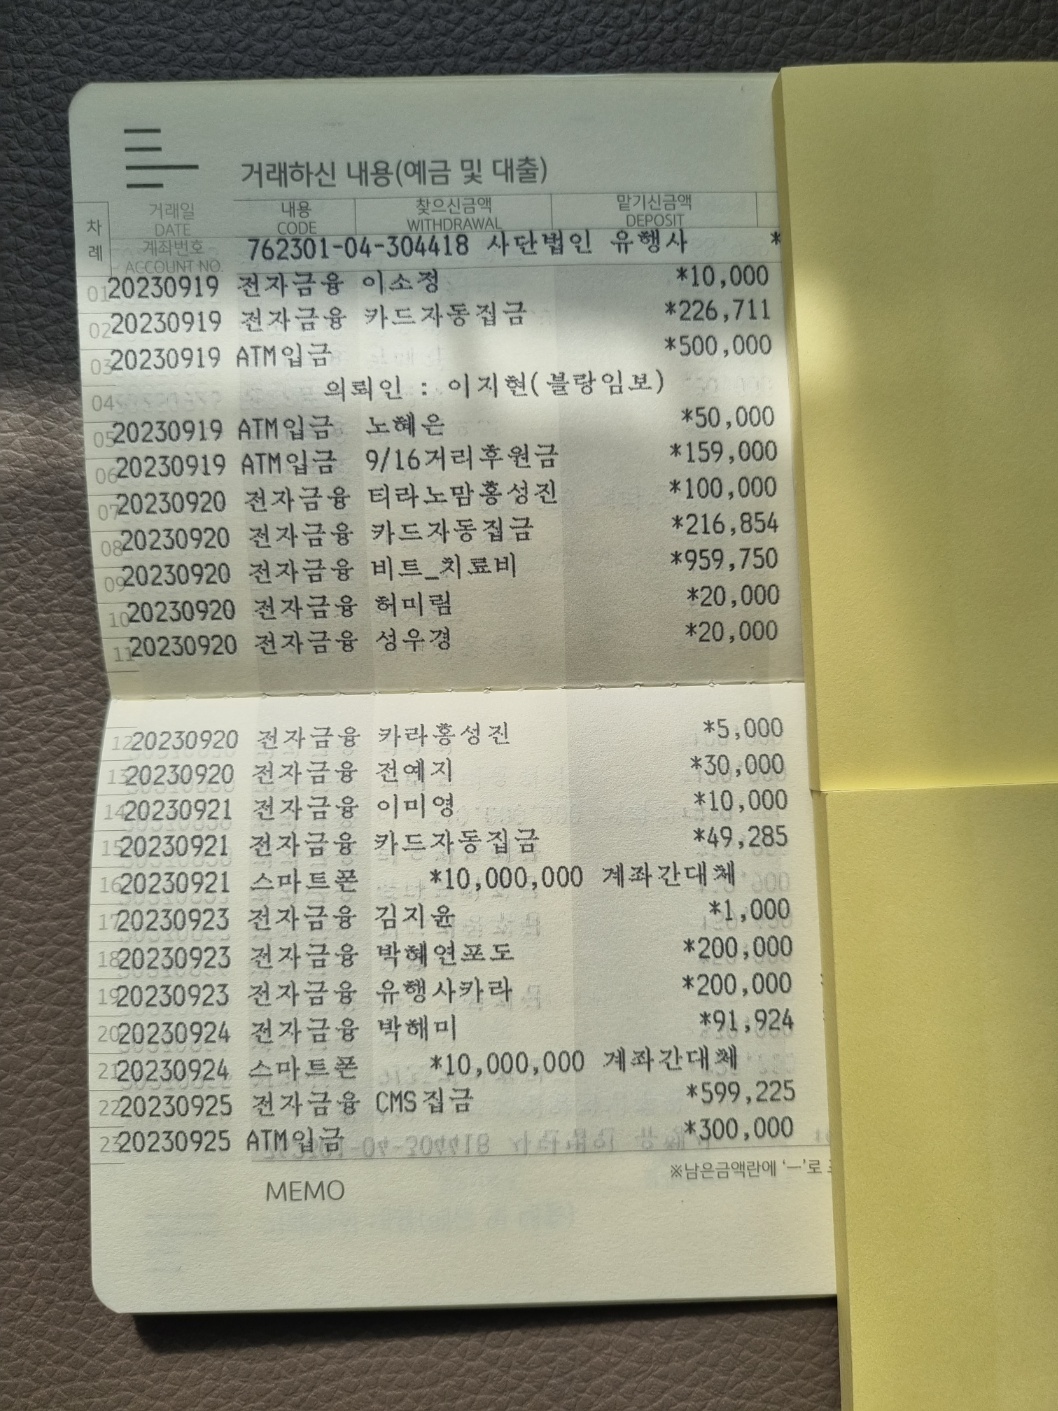 거래하신 내용(예금 및 대출)
차례 거래일 내용 찾으신금액 맡기신금액
DATE CODE WITHDRAWAL DEPOSIT
계좌번호 762301-04-304418 사단법인 유행사 *
ACCOUNT NO.
01 20230919 전자금융 이소정 *10,000
02 20230919 전자금융 카드자동집금 *226,711
03 20230919 ATM입금 *500,000
04 의뢰인 : 이지현(블랑임보)
05 20230919 ATM입금 노혜은 *50,000
06 20230919 ATM입금 9/16거리후원금 *159,000
07 20230920 전자금융 티라노맘홍성진 *100,000
08 20230920 전자금융 카드자동집금 *216,854
09 20230920 전자금융 비트_치료비 *959,750
10 20230920 전자금융 허미림 *20,000
11 20230920 전자금융 성우경 *20,000
12 20230920 전자금융 카라홍성진 *5,000
13 20230920 전자금융 전예지 *30,000
14 20230921 전자금융 이미영 *10,000
15 20230921 전자금융 카드자동집금 *49,285
16 20230921 스마트폰 *10,000,000 계좌간대체
17 20230923 전자금융 김지윤 *1,000
18 20230923 전자금융 박혜연포도 *200,000
19 20230923 전자금융 유행사카라 *200,000
20 20230924 전자금융 박해미 *91,924
21 20230924 스마트폰 *10,000,000 계좌간대체
22 20230925 전자금융 CMS집금 *599,225
23 20230925 ATM입금 *300,000
※남은금액란에 '—'로
MEMO